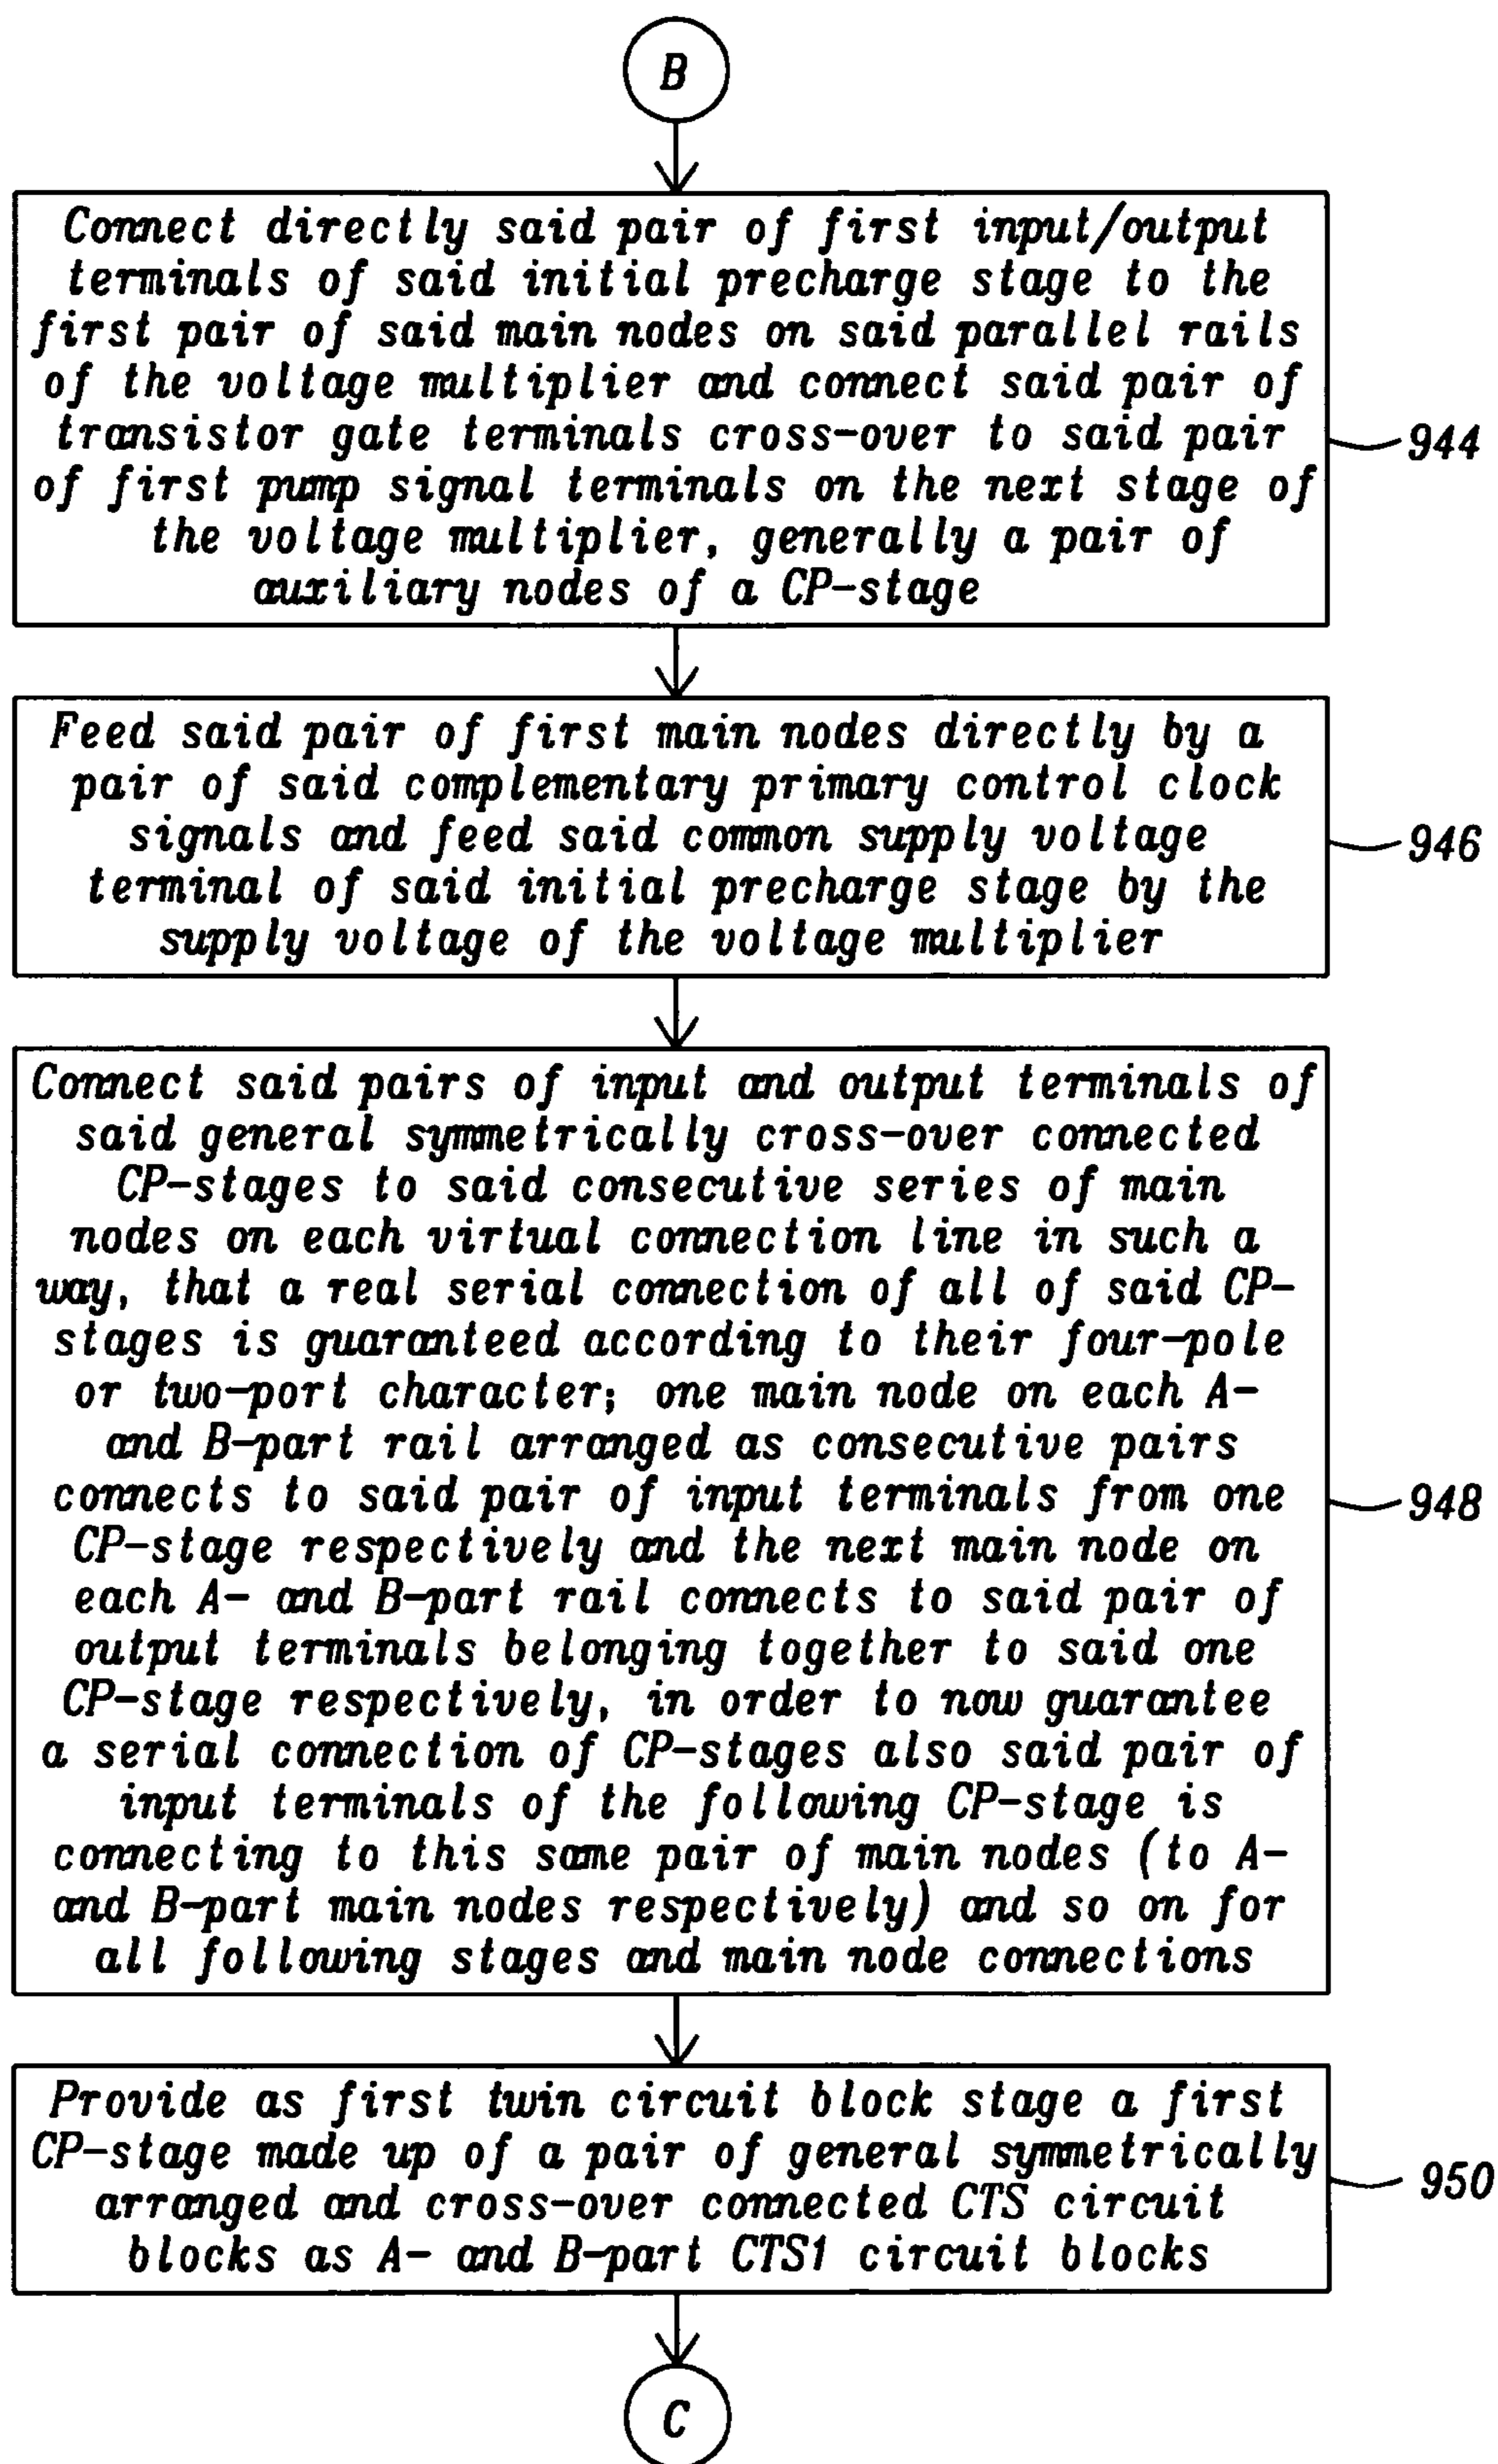 B
Connect directly said pair of first input/output
terminals of said initial precharge stage to the
first pair of said main nodes on said parallel rails
of the voltage multiplier and connect said pair of
transistor gate terminals cross-over to said pair
of first pump signal terminals on the next stage of
the voltage multiplier, generally a pair of
auxiliary nodes of a CP-stage
944
Feed said pair of first main nodes directly by a
pair of said complementary primary control clock
signals and feed said common supply voltage
terminal of said initial precharge stage by the
supply voltage of the voltage multiplier
946
Connect said pairs of input and output terminals of
said general symmetrically cross-over connected
CP-stages to said consecutive series of main
nodes on each virtual connection line in such a
way, that a real serial connection of all of said CP-
stages is guaranteed according to their four-pole
or two-port character; one main node on each A-
and B-part rail arranged as consecutive pairs
connects to said pair of input terminals from one
CP-stage respectively and the next main node on
each A- and B-part rail connects to said pair of
output terminals belonging together to said one
CP-stage respectively, in order to now guarantee
a serial connection of CP-stages also said pair of
input terminals of the following CP-stage is
connecting to this same pair of main nodes (to A-
and B-part main nodes respectively) and so on for
all following stages and main node connections
948
Provide as first twin circuit block stage a first
CP-stage made up of a pair of general symmetrically
arranged and cross-over connected CTS circuit
blocks as A- and B-part CTS1 circuit blocks
950
C